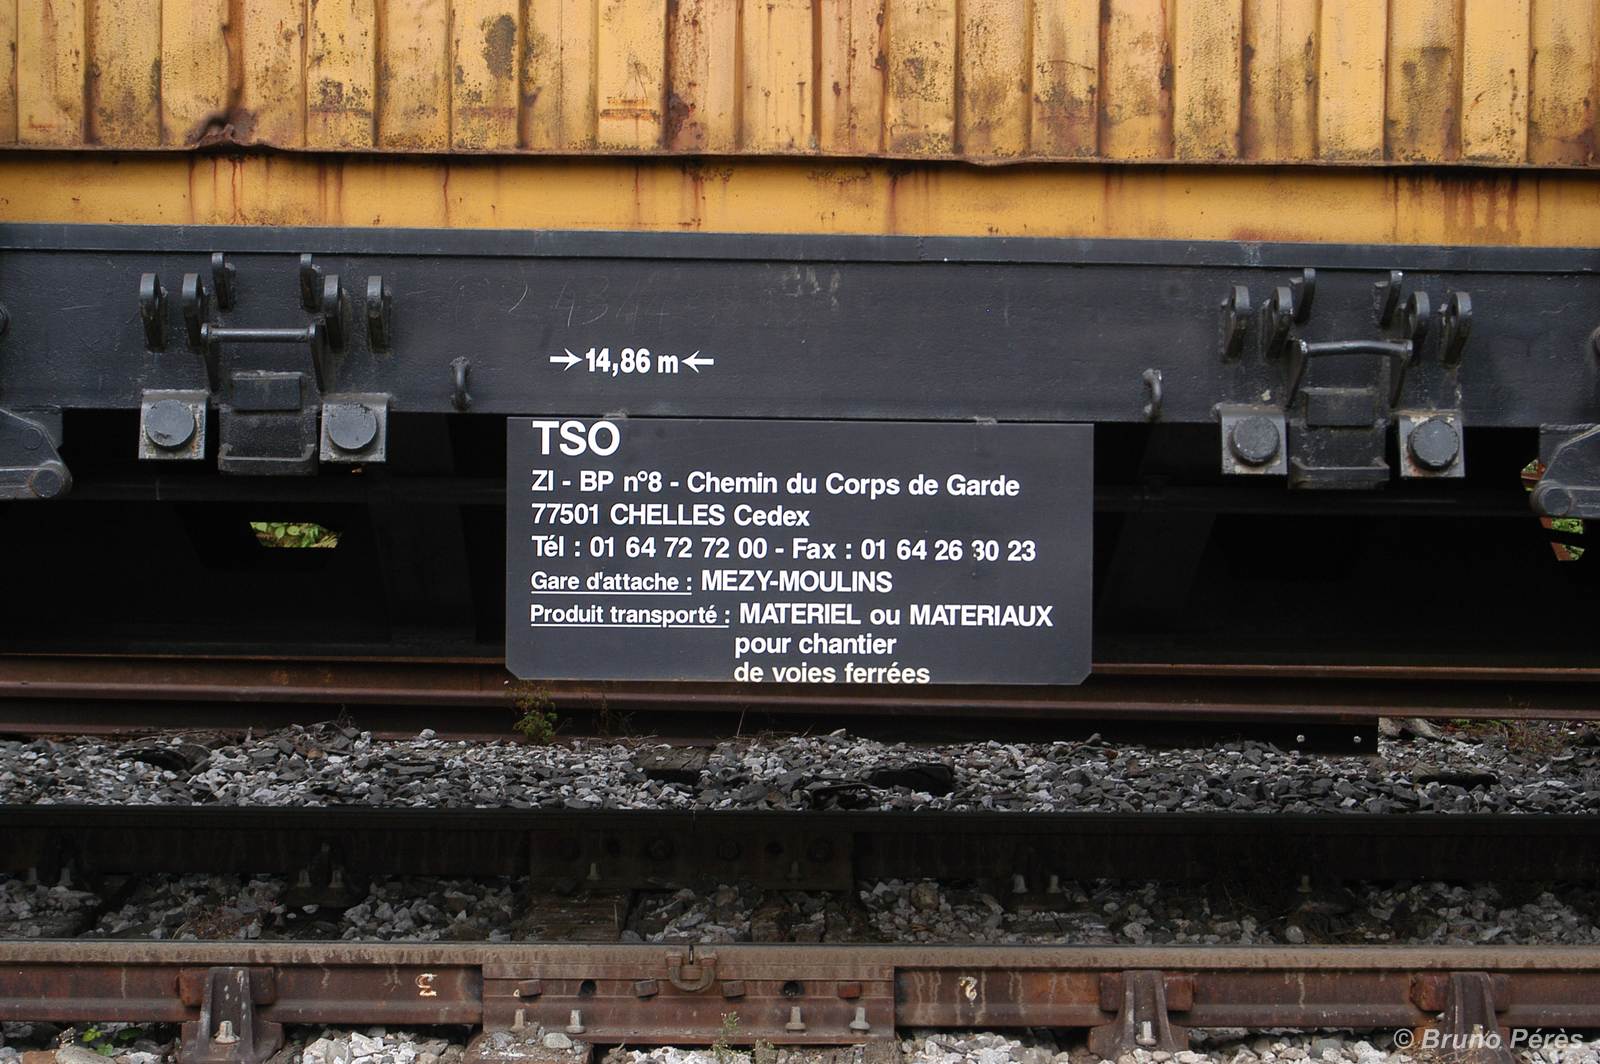 →14,86 m←
TSO
ZI - BP n°8 - Chemin du Corps de Garde
77501 CHELLES Cedex
Tél : 01 64 72 72 00 - Fax : 01 64 26 30 23
Gare d'attache : MEZY-MOULINS
Produit transporté : MATERIEL ou MATERIAUX
pour chantier
de voies ferrées
© Bruno Pérès